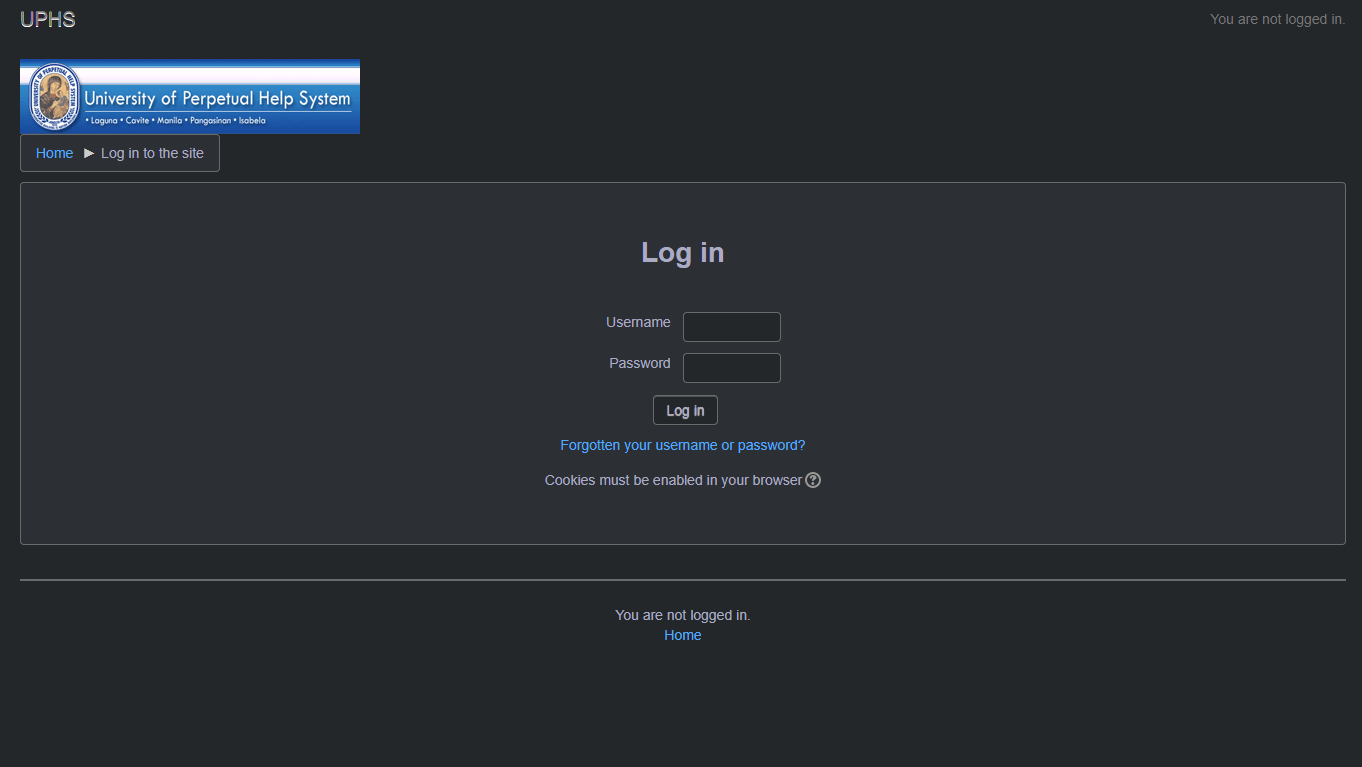 UPHS
You are not logged in.
University of Perpetual Help System
• Laguna • Cavite • Manila • Pangasinan • Isabela
Home ► Log in to the site
Log in
Username
Password
Log in
Forgotten your username or password?
Cookies must be enabled in your browser ?
You are not logged in.
Home